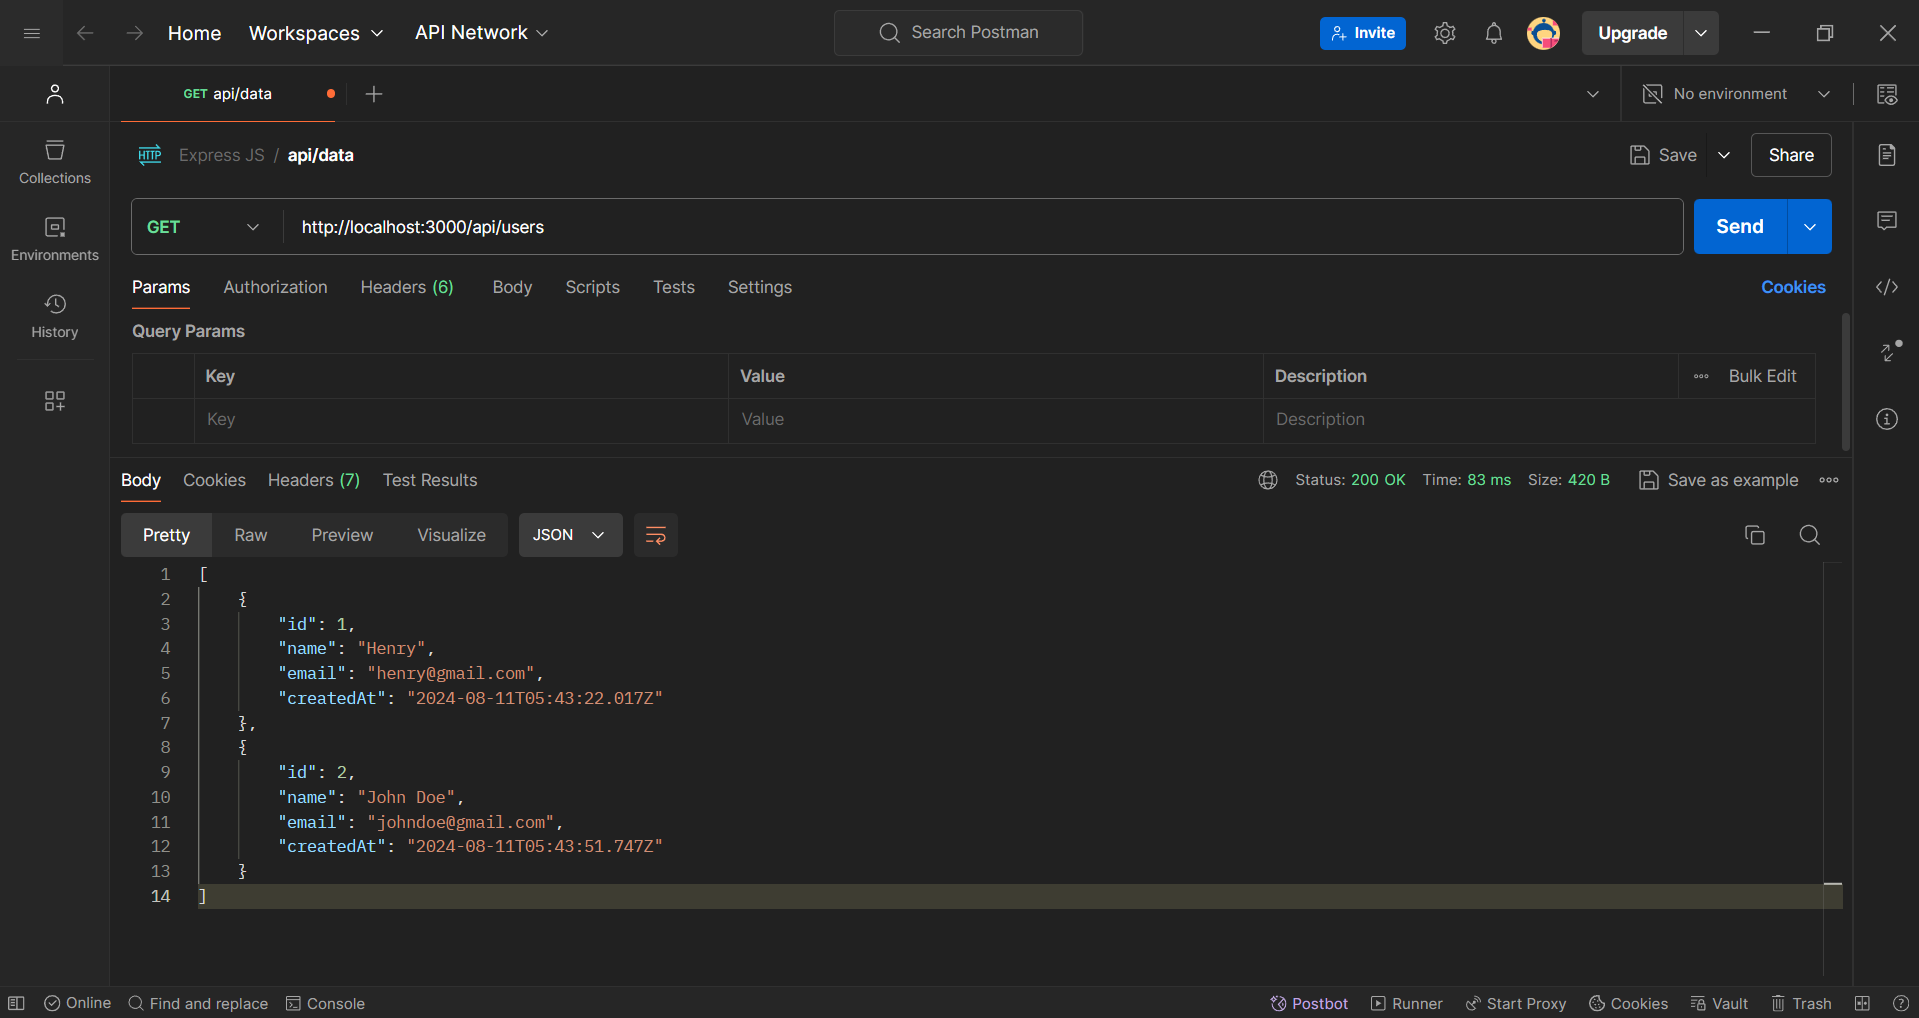 Home Workspaces API Network Search Postman Invite Upgrade
GET api/data No environment
HTTP Express JS / api/data Save Share
GET http://localhost:3000/api/users Send
Params Authorization Headers (6) Body Scripts Tests Settings Cookies
Query Params
Key Value Description Bulk Edit
Key Value Description
Collections
Environments
History
Body Cookies Headers (7) Test Results Status: 200 OK Time: 83 ms Size: 420 B Save as example
Pretty Raw Preview Visualize JSON
1 [
2 {
3 "id": 1,
4 "name": "Henry",
5 "email": "henry@gmail.com",
6 "createdAt": "2024-08-11T05:43:22.017Z"
7 },
8 {
9 "id": 2,
10 "name": "John Doe",
11 "email": "johndoe@gmail.com",
12 "createdAt": "2024-08-11T05:43:51.747Z"
13 }
14 ]
Online Find and replace Console Postbot Runner Start Proxy Cookies Vault Trash